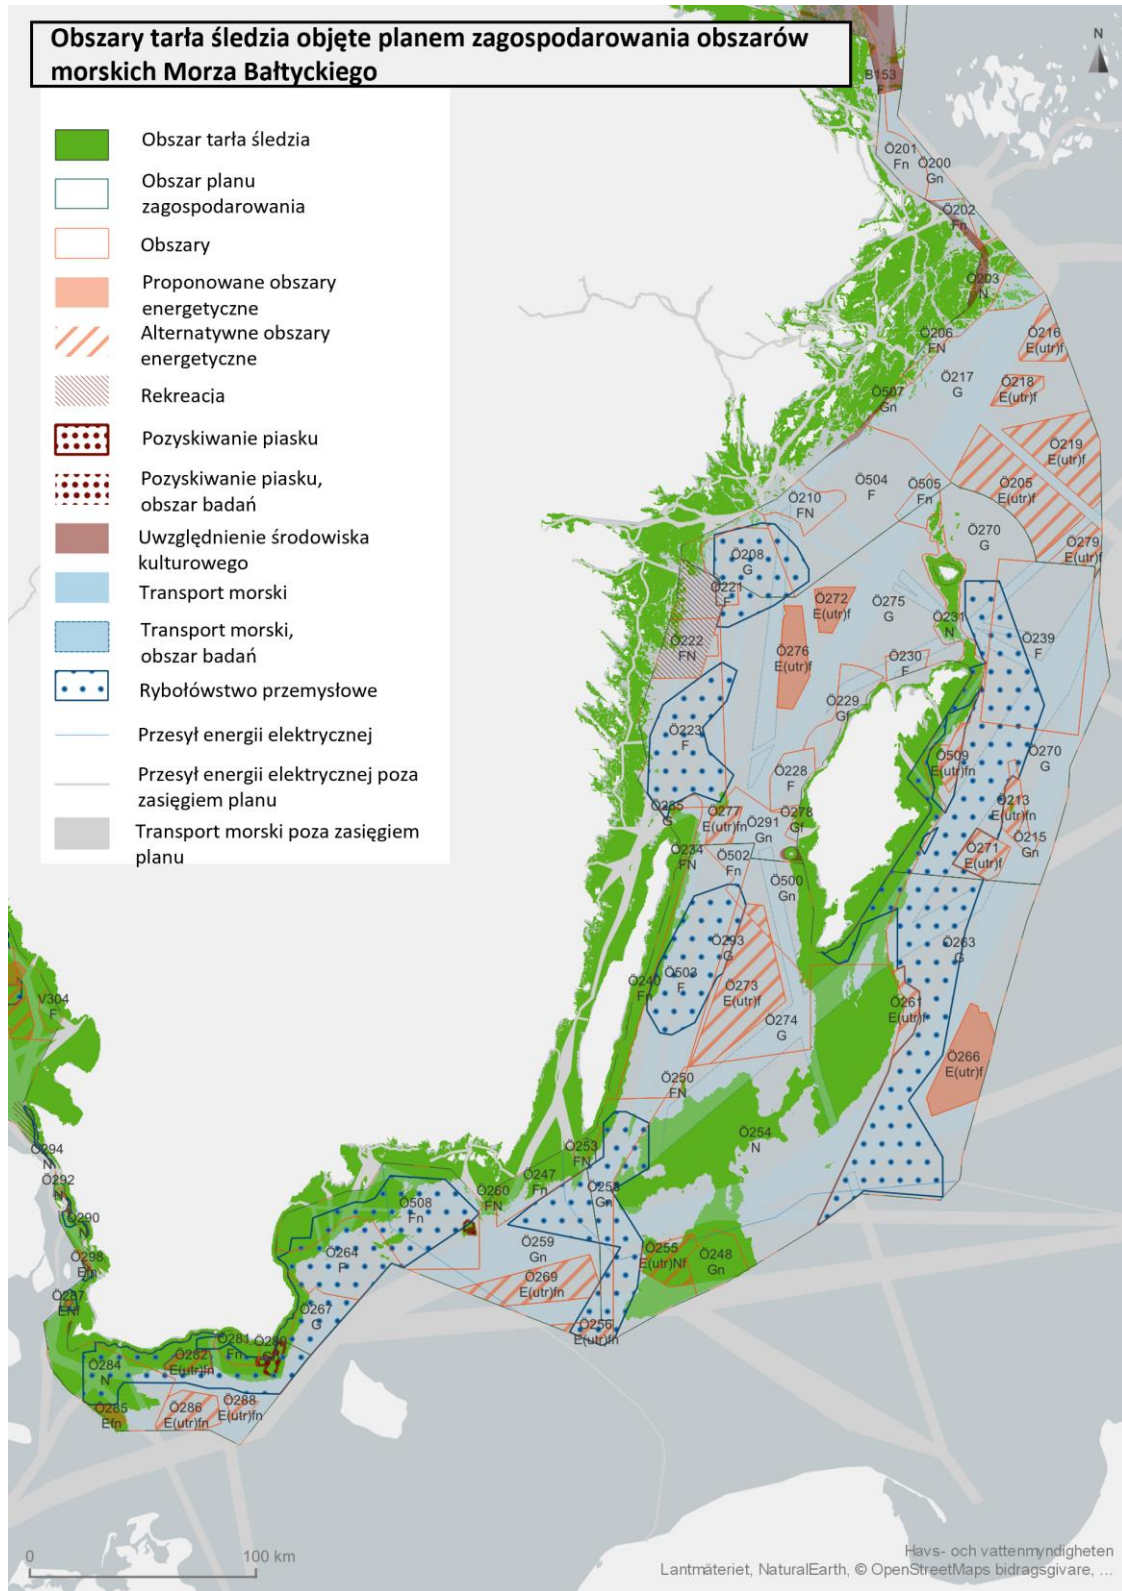 Obszary tarła śledzia objęte planem zagospodarowania obszarów
morskich Morza Bałtyckiego
N
Obszar tarła śledzia
Obszar planu
zagospodarowania
Obszary
Proponowane obszary
energetyczne
Alternatywne obszary
energetyczne
Rekreacja
Pozyskiwanie piasku
Pozyskiwanie piasku,
obszar badań
Uwzględnienie środowiska
kulturowego
Transport morski
Transport morski,
obszar badań
Rybołówstwo przemysłowe
Przesył energii elektrycznej
Przesył energii elektrycznej poza
zasięgiem planu
Transport morski poza zasięgiem
planu
B153
F
Ö201
Fn
Ö200
Gn
Ö202
Fn
Ö203
N
Ö206
FN
Ö216
E(utr)f
Ö217
G
Ö218
E(utr)f
Ö507
Gn
Ö219
E(utr)f
Ö205
E(utr)f
Ö504
F
Ö505
Fn
Ö210
FN
Ö270
G
Ö279
E(utr)f
Ö208
G
Ö221
F
Ö272
E(utr)f
Ö275
G
Ö231
N
Ö239
F
Ö222
FN
Ö276
E(utr)f
Ö230
F
Ö229
Gf
Ö223
F
Ö509
E(utr)fn
Ö270
G
Ö228
F
Ö213
E(utr)fn
Ö285
G
Ö277
E(utr)fn
Ö291
Gn
Ö278
Gf
Ö215
Gn
Ö271
E(utr)f
Ö234
FN
Ö502
Fn
Ö500
Gn
Ö293
G
Ö263
G
Ö240
Fn
Ö503
F
Ö273
E(utr)f
Ö261
E(utr)f
Ö274
G
Ö266
E(utr)f
Ö250
FN
Ö254
N
Ö253
FN
Ö247
Fn
Ö260
FN
Ö258
Gn
Ö508
Fn
Ö259
Gn
Ö255
E(utr)Nf
Ö248
Gn
Ö264
F
Ö269
E(utr)fn
Ö267
G
Ö256
E(utr)fn
V304
F
Ö294
N
Ö292
N
Ö290
N
Ö298
Efn
Ö287
ENf
Ö281
Fn
Ö280
Ö282
E(utr)fn
Ö284
N
Ö285
Efn
Ö286
E(utr)fn
Ö288
E(utr)fn
0
100 km
Havs- och vattenmyndigheten
Lantmäteriet, NaturalEarth, © OpenStreetMaps bidragsgivare, ...